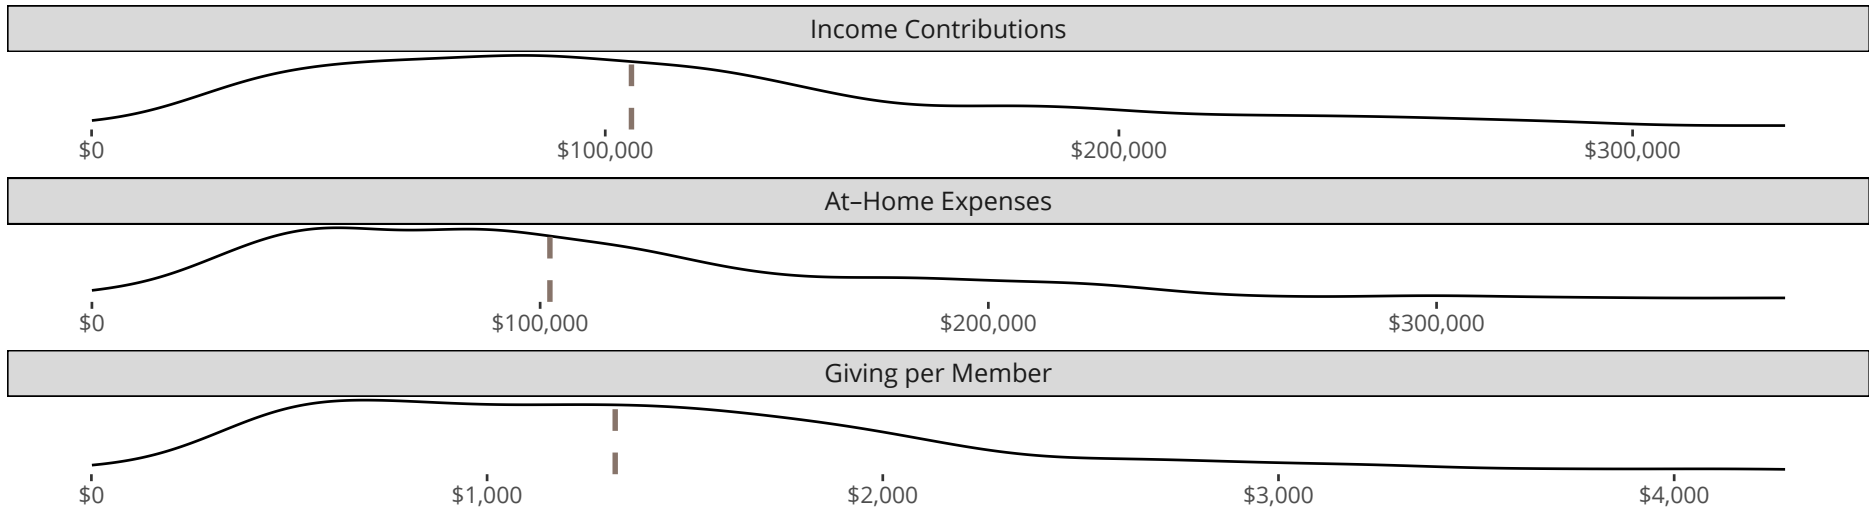 Income Contributions
$0 $100,000 $200,000 $300,000
At–Home Expenses
$0 $100,000 $200,000 $300,000
Giving per Member
$0 $1,000 $2,000 $3,000 $4,000